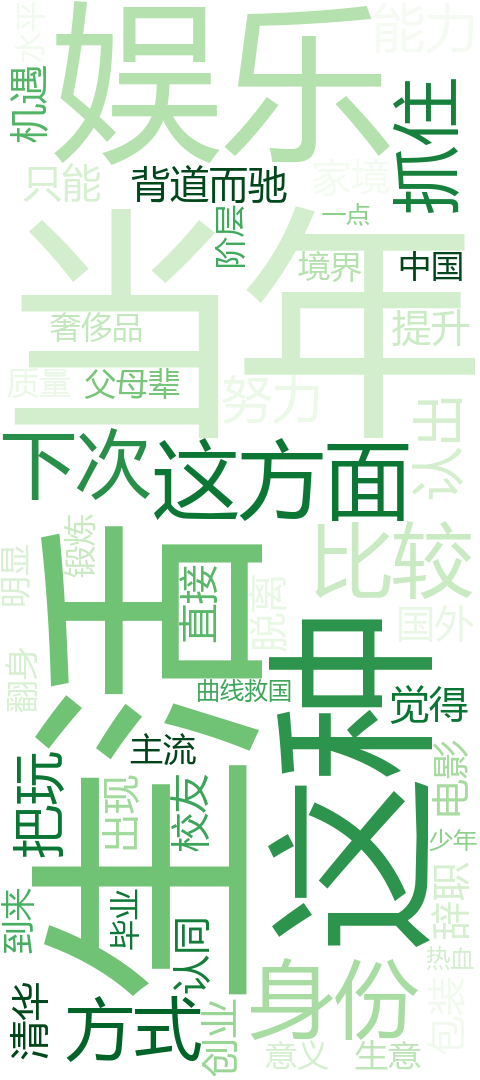 娱乐
能力
水平
机遇
抓住
只能
背道而驰
家境
阶层
一点
当年
境界
中国
奢侈品
提升
质量
父母辈
努力
认出
下次
这方面
生活
锻炼
明显
直接
脱离
比较
国外
翻身
曲线救国
这种
觉得
主流
把玩
出现
校友
电影
少年
到来
毕业
认同
辞职
热血
清华
方式
创业
身份
包装
意义
生意